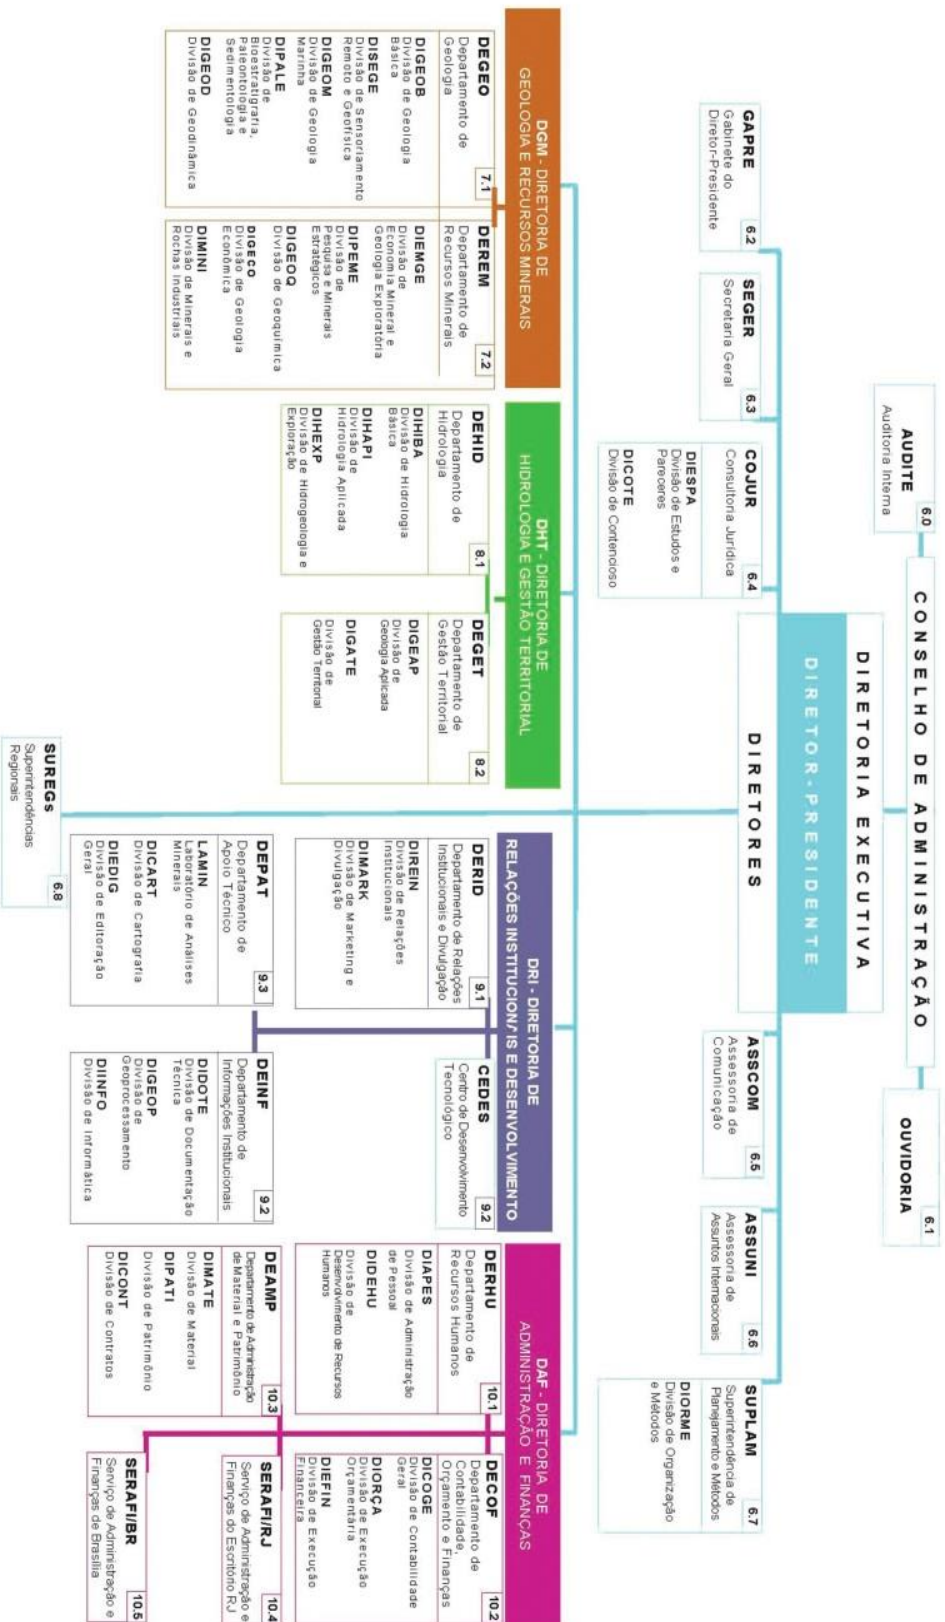 CONSELHO DE ADMINISTRAÇÃO
AUDITE
6.0
Auditoria Interna
OUVIDORIA
6.1
DIRETORIA EXECUTIVA
DIRETOR-PRESIDENTE
DIRETORES
GAPRE
Gabinete do
Diretor-Presidente
6.2
SEGER
Secretaria Geral
6.3
COJUR
Consultoria Jurídica
6.4
DIESPA
Divisão de Estudos e
Pareceres
DICOTE
Divisão de Contencioso
ASSCOM
Assessoria de
Comunicação
6.5
ASSUNI
Assessoria de
Assuntos Internacionais
6.6
SUPLAM
Superintendência de
Planejamento e Métodos
6.7
DIORME
Divisão de Organização
e Métodos
DGM - DIRETORIA DE
GEOLOGIA E RECURSOS MINERAIS
DEGEO
Departamento de
Geologia
7.1
DIGEOB
Divisão de Geologia
Básica
DISEGE
Divisão de Sensoriamento
Remoto e Geofísica
DIGEOM
Divisão de Geologia
Marinha
DIPALE
Divisão de
Bioestratigrafia,
Paleontologia e
Sedimentologia
DIGEOD
Divisão de Geodinâmica
DEREM
Departamento de
Recursos Minerais
7.2
DIEMGE
Divisão de
Economia Mineral e
Geologia Exploratória
DIPEME
Divisão de
Pesquisa e Minerais
Estratégicos
DIGEOQ
Divisão de Geoquímica
DIGECO
Divisão de Geologia
Econômica
DIMINI
Divisão de Minerais e
Rochas Industriais
DHT - DIRETORIA DE
HIDROLOGIA E GESTÃO TERRITORIAL
DEHID
Departamento de
Hidrologia
8.1
DIHIBA
Divisão de Hidrologia
Básica
DIHAPI
Divisão de
Hidrologia Aplicada
DIHEXP
Divisão de Hidrogeologia e
Exploração
DEGET
Departamento de
Gestão Territorial
8.2
DIGEAP
Divisão de
Geologia Aplicada
DIGATE
Divisão de
Gestão Territorial
DRI - DIRETORIA DE
RELAÇÕES INSTITUCIONAIS E DESENVOLVIMENTO
DERID
Departamento de Relações
Institucionais e Divulgação
9.1
DIREIN
Divisão de Relações
Institucionais
DIMARK
Divisão de Marketing e
Divulgação
CEDES
Centro de Desenvolvimento
Tecnológico
9.2
DEPAT
Departamento de
Apoio Técnico
9.3
LAMIN
Laboratório de Análises
Minerais
DICART
Divisão de Cartografia
DIEDIG
Divisão de Editoração
Geral
DEINF
Departamento de
Informações Institucionais
9.2
DIDOTE
Divisão de Documentação
Técnica
DIGEOP
Divisão de
Geoprocessamento
DIINFO
Divisão de Informática
DAF - DIRETORIA DE
ADMINISTRAÇÃO E FINANÇAS
DERHU
Departamento de
Recursos Humanos
10.1
DIAPES
Divisão de Administração
de Pessoal
DIDEHU
Divisão de
Desenvolvimento de Recursos
Humanos
DECOF
Departamento de
Contabilidade,
Orçamento e Finanças
10.2
DICOGE
Divisão de Contabilidade
Geral
DIORÇA
Divisão de Execução
Orçamentária
DIEFIN
Divisão de Execução
Financeira
DEAMP
Departamento de Administração
de Material e Patrimônio
10.3
DIMATE
Divisão de Material
DIPATI
Divisão de Patrimônio
DICONT
Divisão de Contratos
SERAFI/RJ
Serviço de Administração e
Finanças do Escritório RJ
10.4
SERAFI/BR
Serviço de Administração e
Finanças de Brasília
10.5
SUREGs
Superintendências
Regionais
6.8